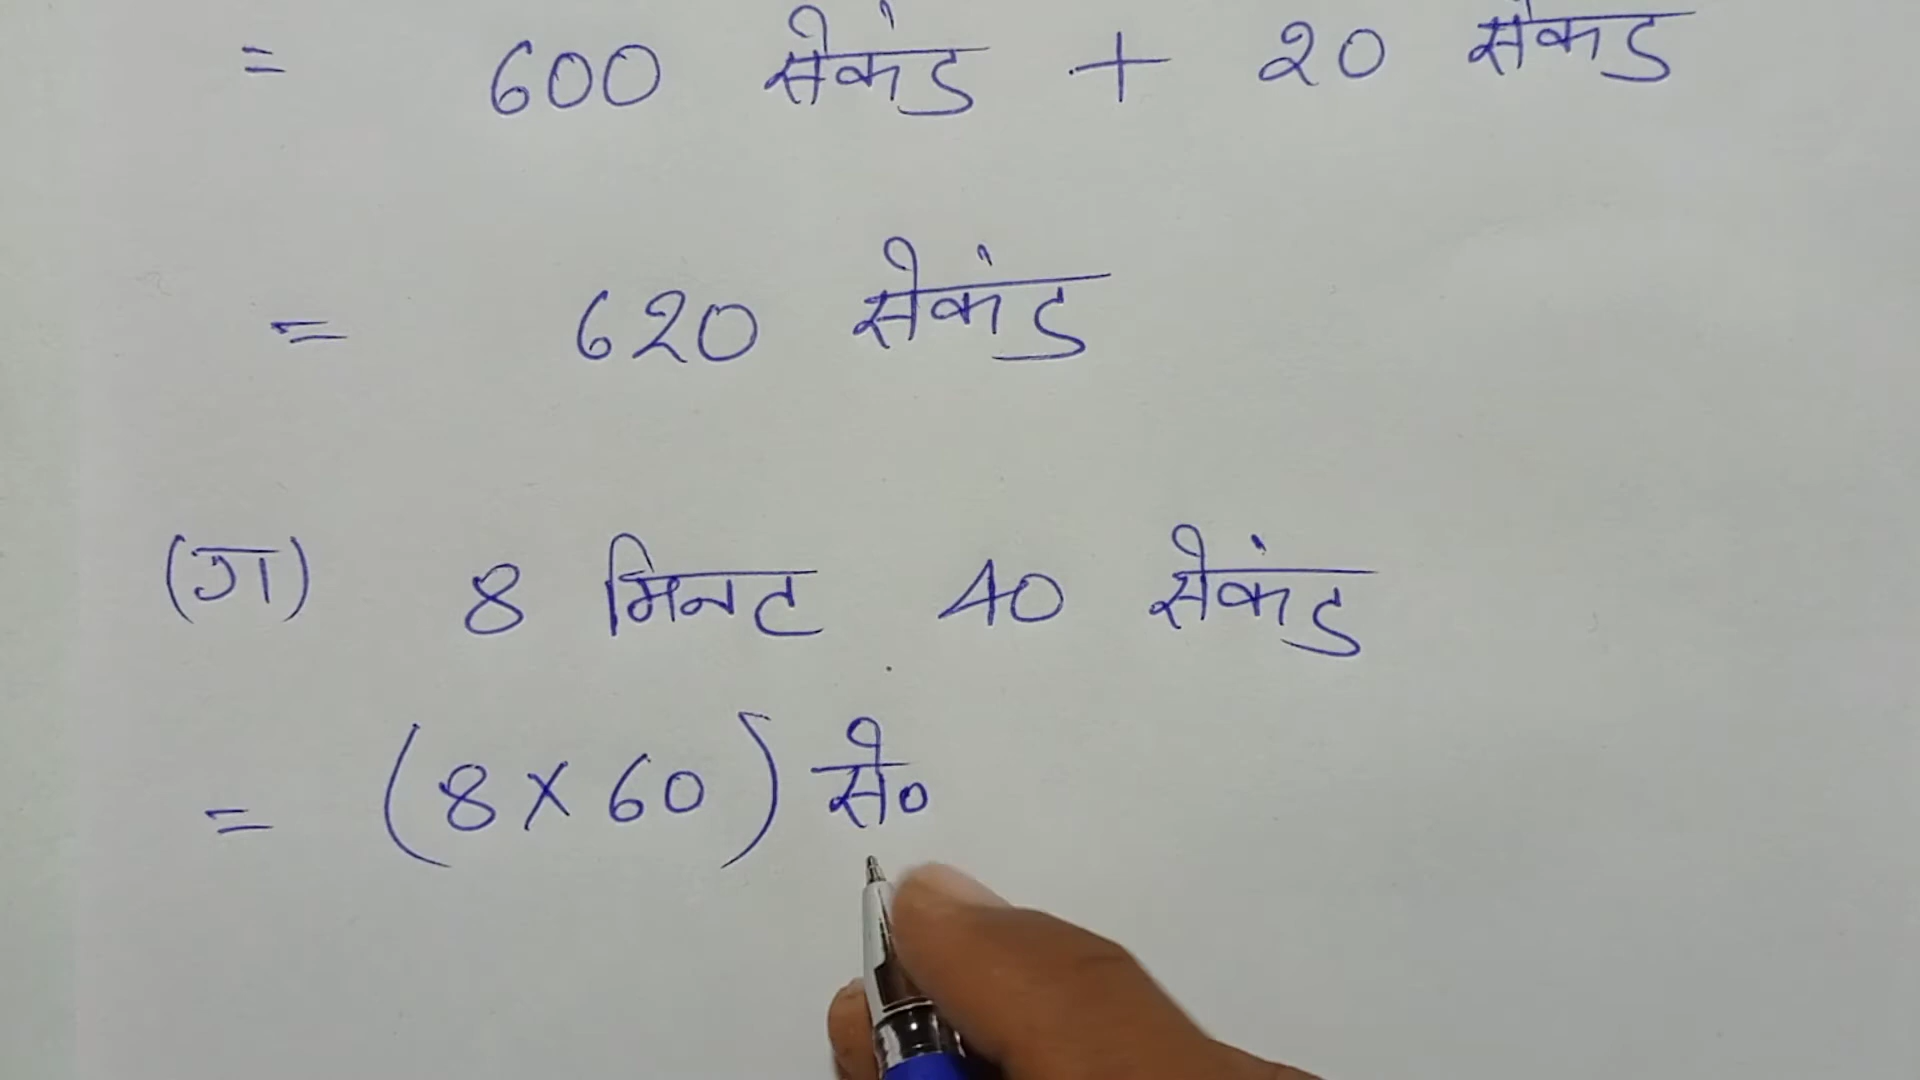 = 600 सेकंड + 20 सेकंड
= 620 सेकंड
(ग) 8 मिनट 40 सेकंड
= (8 × 60) से०